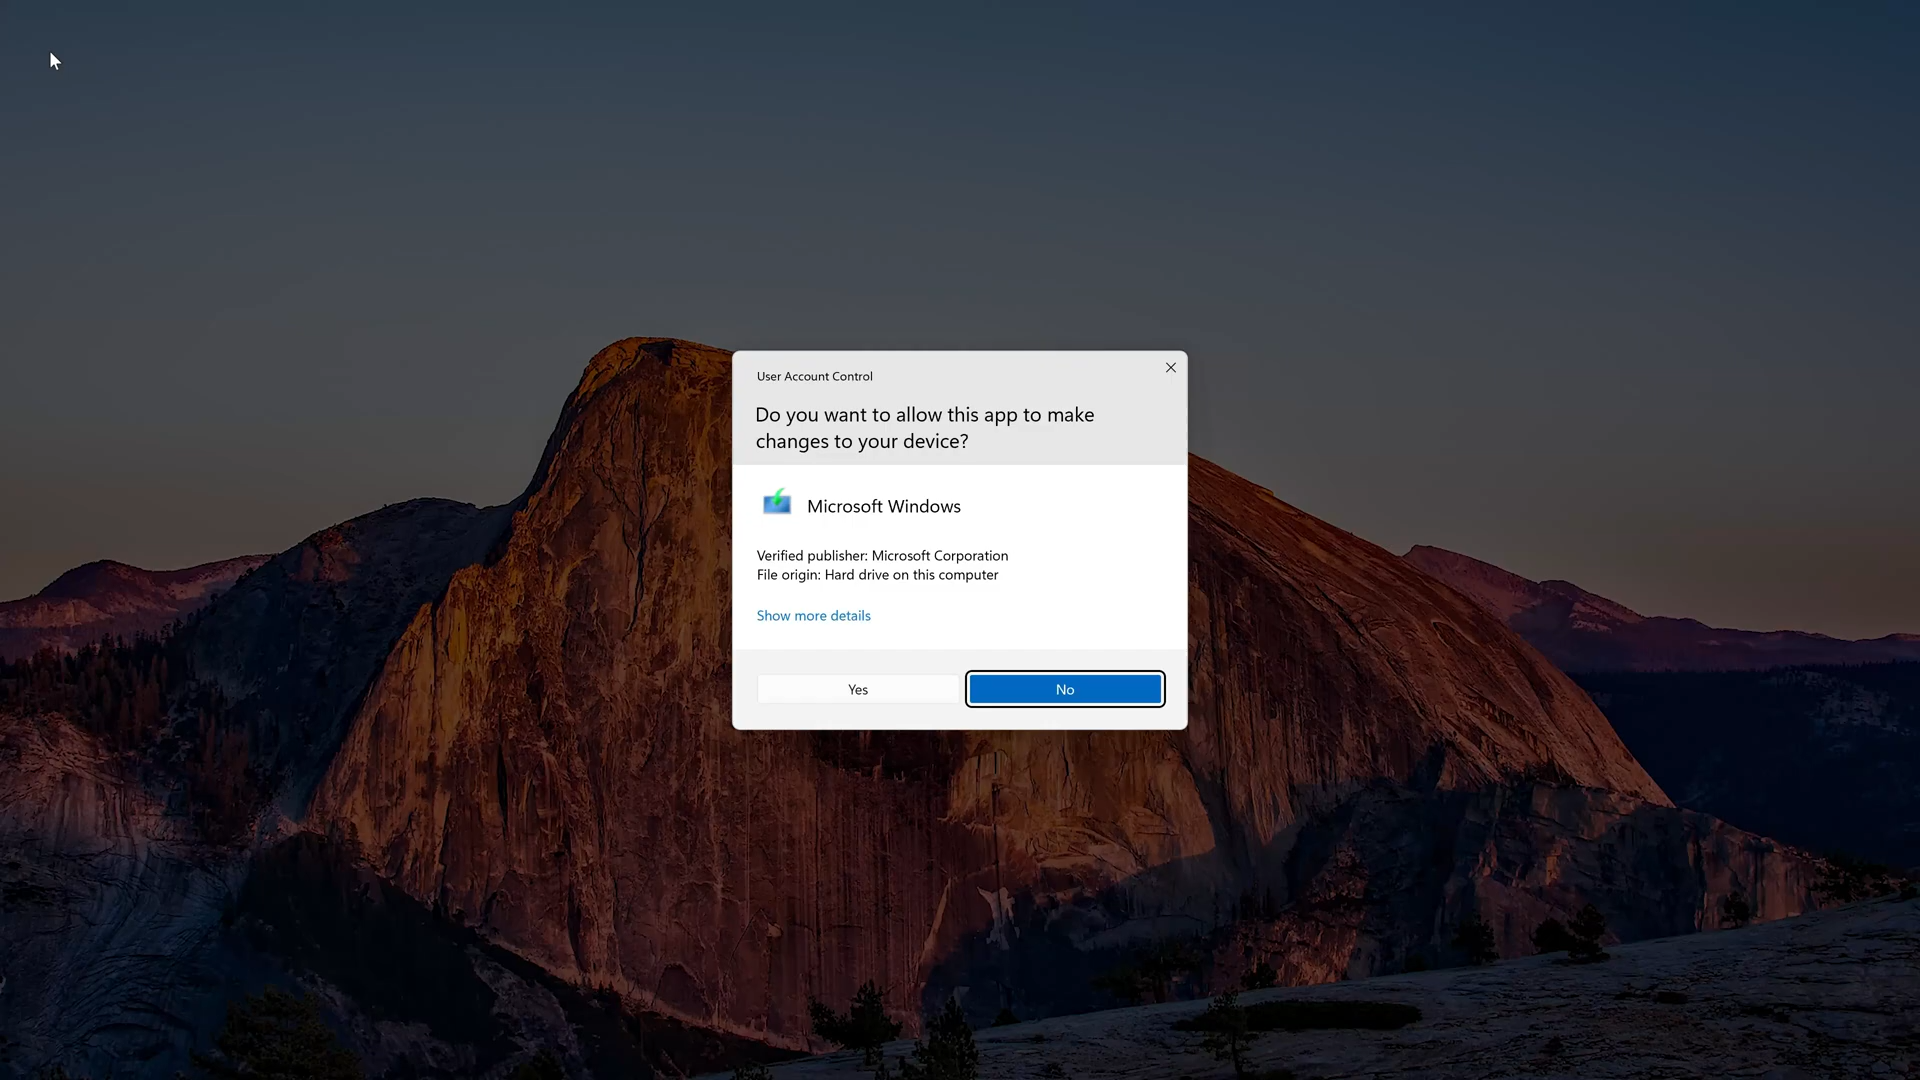 User Account Control
Do you want to allow this app to make
changes to your device?
Microsoft Windows
Verified publisher: Microsoft Corporation
File origin: Hard drive on this computer
Show more details
Yes
No